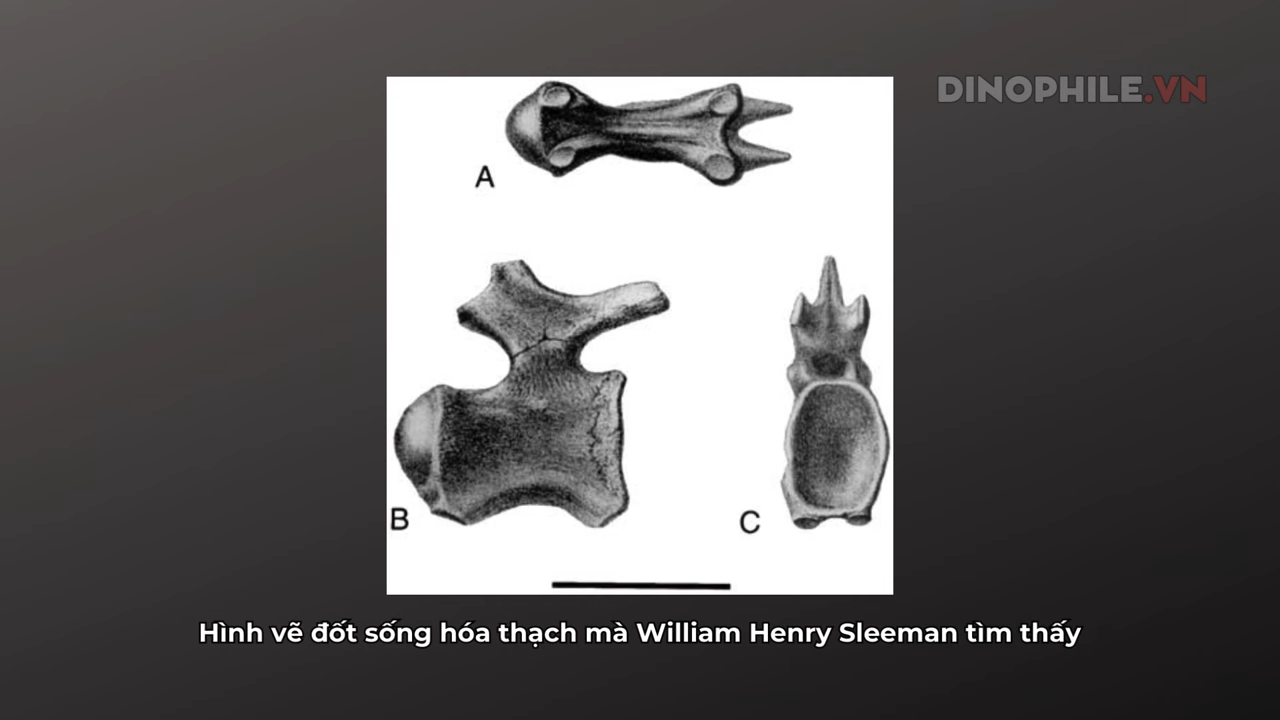 DINOPHILE.VN
A
B
C
Hình vẽ đốt sống hóa thạch mà William Henry Sleeman tìm thấy